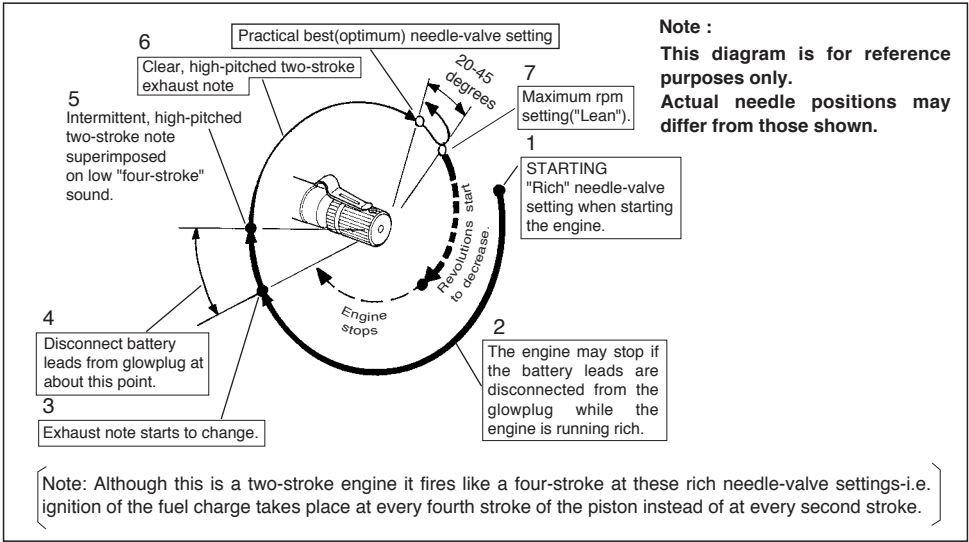 Practical best(optimum) needle-valve setting
6
Clear, high-pitched two-stroke
exhaust note
5
Intermittent, high-pitched
two-stroke note
superimposed
on low "four-stroke"
sound.
20-45
degrees
7
Maximum rpm
setting("Lean").
Note :
This diagram is for reference
purposes only.
Actual needle positions may
differ from those shown.
1
STARTING
"Rich" needle-valve
setting when starting
the engine.
Revolutions start
to decrease.
Engine
stops
4
Disconnect battery
leads from glowplug at
about this point.
3
Exhaust note starts to change.
2
The engine may stop if
the battery leads are
disconnected from the
glowplug while the
engine is running rich.
Note: Although this is a two-stroke engine it fires like a four-stroke at these rich needle-valve settings-i.e.
ignition of the fuel charge takes place at every fourth stroke of the piston instead of at every second stroke.